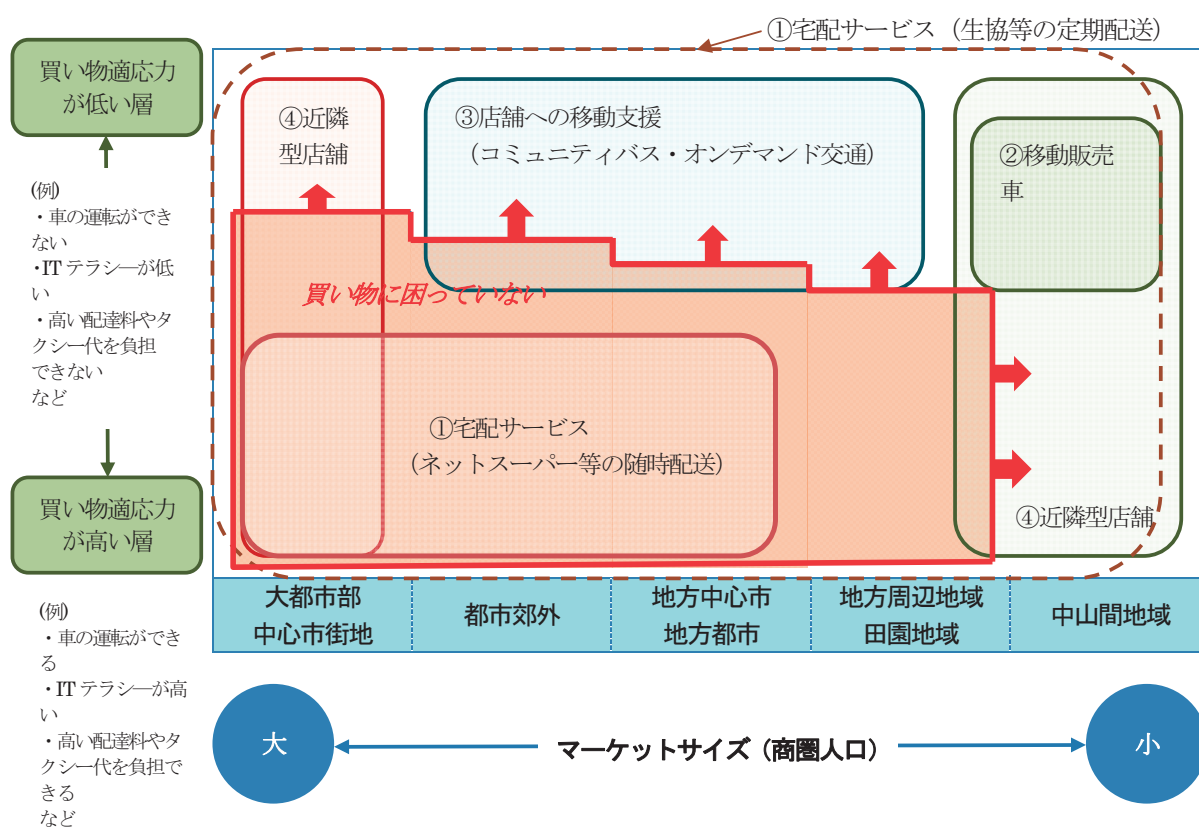 ①宅配サービス（生協等の定期配送）
買い物適応力
が低い層
(例)
・車の運転ができ
ない
・ITテラシ―が低
い
・高い配達料やタ
クシー代を負担
できない
など
買い物適応力
が高い層
(例)
・車の運転ができ
る
・ITテラシ―が高
い
・高い配達料やタ
クシー代を負担で
きる
など
④近隣
型店舗
③店舗への移動支援
（コミュニティバス・オンデマンド交通）
②移動販売
車
買い物に困っていない
①宅配サービス
（ネットスーパー等の随時配送）
④近隣型店舗
大都市部
中心市街地
都市郊外
地方中心市
地方都市
地方周辺地域
田園地域
中山間地域
大
マーケットサイズ（商圏人口）
小